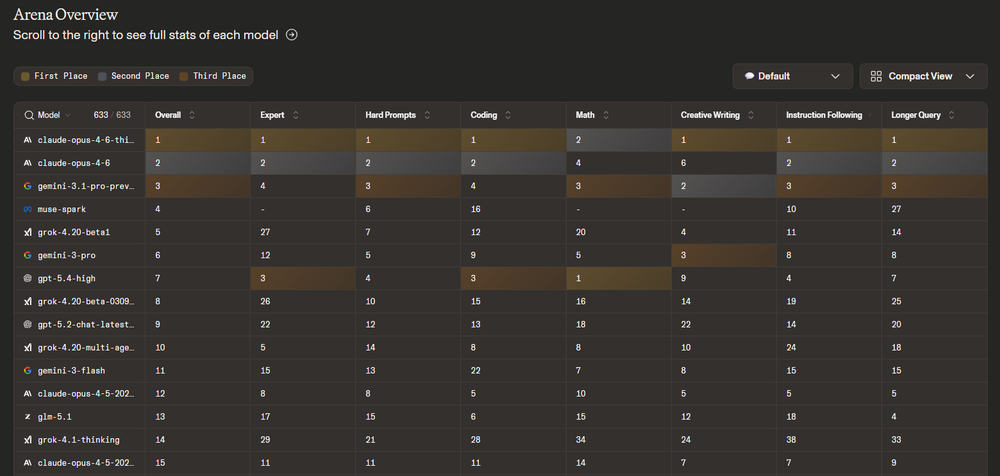 Arena Overview
Scroll to the right to see full stats of each model
First Place Second Place Third Place
Default Compact View
Model 633 / 633 Overall Expert Hard Prompts Coding Math Creative Writing Instruction Following Longer Query
claude-opus-4-6-thi… 1 1 1 1 2 1 1 1
claude-opus-4-6 2 2 2 2 4 6 2 2
gemini-3.1-pro-prev… 3 4 3 4 3 2 3 3
muse-spark 4 - 6 16 - - 10 27
grok-4.20-beta1 5 27 7 12 20 4 11 14
gemini-3-pro 6 12 5 9 5 3 8 8
gpt-5.4-high 7 3 4 3 1 9 4 7
grok-4.20-beta-0309… 8 26 10 15 16 14 19 25
gpt-5.2-chat-latest… 9 22 12 13 18 22 14 20
grok-4.20-multi-age… 10 5 14 8 8 10 24 18
gemini-3-flash 11 15 13 22 7 8 15 15
claude-opus-4-5-202… 12 8 8 5 10 5 5 5
glm-5.1 13 17 15 6 15 12 18 4
grok-4.1-thinking 14 29 21 28 34 24 38 33
claude-opus-4-5-202… 15 11 11 11 14 7 7 9